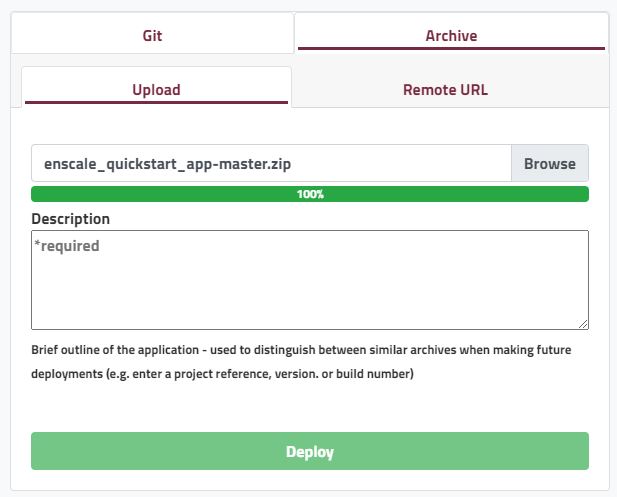 Git
Archive
Upload
Remote URL
enscale_quickstart_app-master.zip
Browse
100%
Description
*required
Brief outline of the application - used to distinguish between similar archives when making future
deployments (e.g. enter a project reference, version. or build number)
Deploy